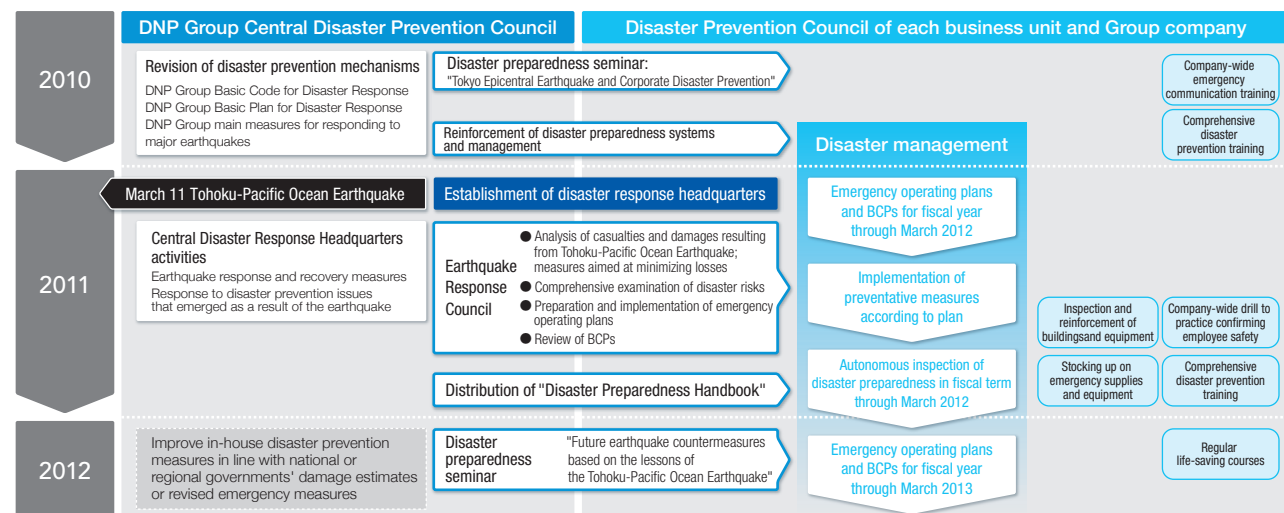 DNP Group Central Disaster Prevention Council
Disaster Prevention Council of each business unit and Group company
2010
Revision of disaster prevention mechanisms
DNP Group Basic Code for Disaster Response
DNP Group Basic Plan for Disaster Response
DNP Group main measures for responding to
major earthquakes
Disaster preparedness seminar:
"Tokyo Epicentral Earthquake and Corporate Disaster Prevention"
Reinforcement of disaster preparedness systems
and management
Disaster management
Company-wide
emergency
communication training
Comprehensive
disaster
prevention training
2011
March 11 Tohoku-Pacific Ocean Earthquake
Establishment of disaster response headquarters
Central Disaster Response Headquarters
activities
Earthquake response and recovery measures
Response to disaster prevention issues
that emerged as a result of the earthquake
Earthquake
Response
Council
● Analysis of casualties and damages resulting
from Tohoku-Pacific Ocean Earthquake;
measures aimed at minimizing losses
● Comprehensive examination of disaster risks
● Preparation and implementation of emergency
operating plans
● Review of BCPs
Distribution of "Disaster Preparedness Handbook"
Emergency operating plans
and BCPs for fiscal year
through March 2012
Implementation of
preventative measures
according to plan
Autonomous inspection of
disaster preparedness in fiscal term
through March 2012
Inspection and
reinforcement of
buildingsand equipment
Company-wide drill to
practice confirming
employee safety
Stocking up on
emergency supplies
and equipment
Comprehensive
disaster prevention
training
2012
Improve in-house disaster prevention
measures in line with national or
regional governments' damage estimates
or revised emergency measures
Disaster
preparedness
seminar
"Future earthquake countermeasures
based on the lessons of
the Tohoku-Pacific Ocean Earthquake"
Emergency operating plans
and BCPs for fiscal year
through March 2013
Regular
life-saving courses